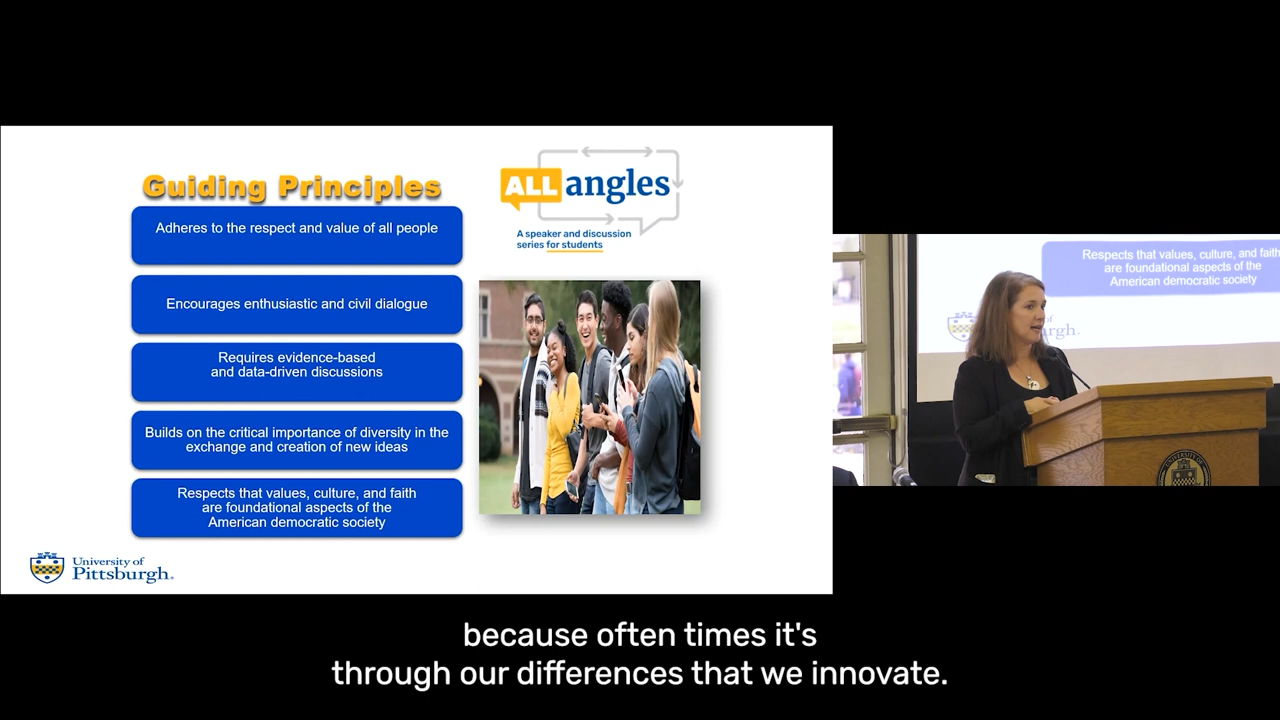 Guiding Principles
Adheres to the respect and value of all people
Encourages enthusiastic and civil dialogue
Requires evidence-based
and data-driven discussions
Builds on the critical importance of diversity in the
exchange and creation of new ideas
Respects that values, culture, and faith
are foundational aspects of the
American democratic society
University of
Pittsburgh.
ALL angles
A speaker and discussion
series for students
Respects that values, culture, and faith
are foundational aspects of the
American democratic society
of
rgh.
UNIVERSITY OF
because often times it's
through our differences that we innovate.